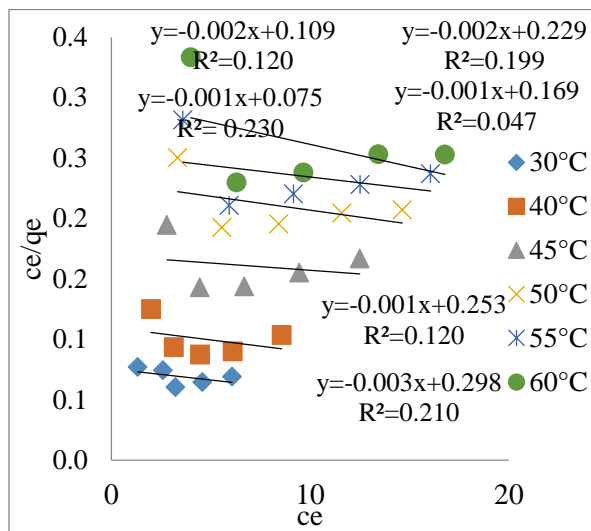 0.4
0.3
0.3
0.2
0.2
0.1
0.1
0.0
ce/qe
0
10
20
ce
y=-0.002x+0.109
R²=0.120
y=-0.002x+0.229
R²=0.199
y=-0.001x+0.075
R²=0.230
y=-0.001x+0.169
R²=0.047
y=-0.001x+0.253
R²=0.120
y=-0.003x+0.298
R²=0.210
30°C
40°C
45°C
50°C
55°C
60°C